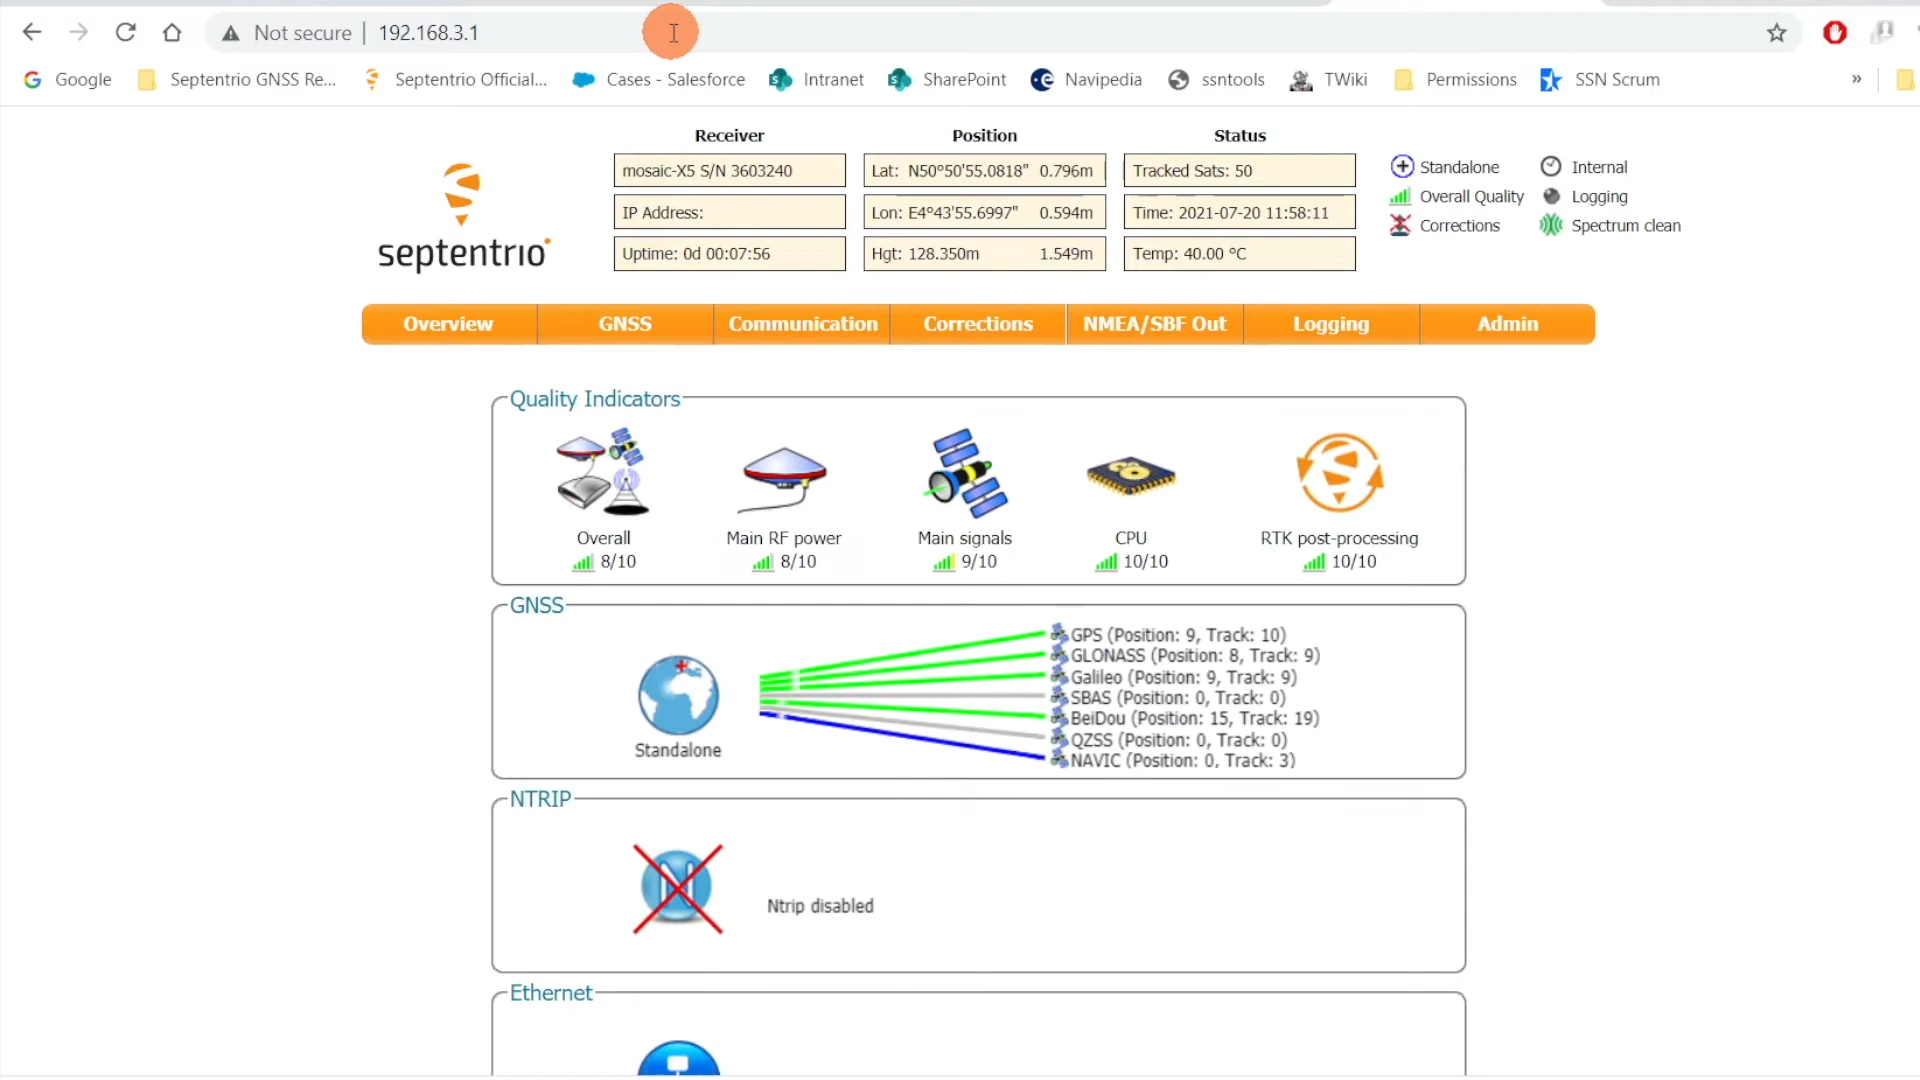 Not secure | 192.168.3.1
Google Septentrio GNSS Re... Septentrio Official... Cases - Salesforce Intranet SharePoint Navipedia ssntools TWiki Permissions SSN Scrum »
septentrio
Receiver
mosaic-X5 S/N 3603240
IP Address:
Uptime: 0d 00:07:56
Position
Lat: N50°50'55.0818" 0.796m
Lon: E4°43'55.6997" 0.594m
Hgt: 128.350m 1.549m
Status
Tracked Sats: 50
Time: 2021-07-20 11:58:11
Temp: 40.00 °C
Standalone
Overall Quality
Corrections
Internal
Logging
Spectrum clean
Overview GNSS Communication Corrections NMEA/SBF Out Logging Admin
Quality Indicators
Overall
8/10
Main RF power
8/10
Main signals
9/10
CPU
10/10
RTK post-processing
10/10
GNSS
Standalone
GPS (Position: 9, Track: 10)
GLONASS (Position: 8, Track: 9)
Galileo (Position: 9, Track: 9)
SBAS (Position: 0, Track: 0)
BeiDou (Position: 15, Track: 19)
QZSS (Position: 0, Track: 0)
NAVIC (Position: 0, Track: 3)
NTRIP
N
Ntrip disabled
Ethernet